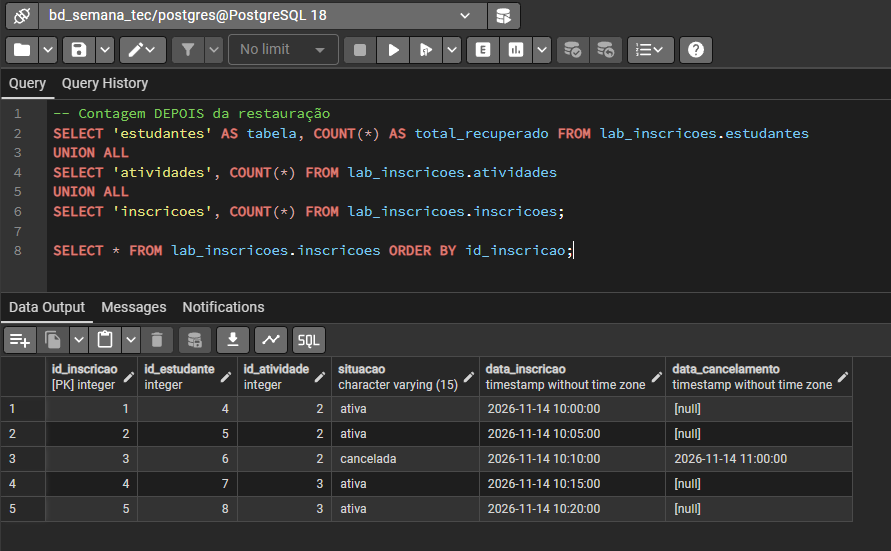 bd_semana_tec/postgres@PostgreSQL 18
No limit
E
Query Query History
1 -- Contagem DEPOIS da restauração
2 SELECT 'estudantes' AS tabela, COUNT(*) AS total_recuperado FROM lab_inscricoes.estudantes
3 UNION ALL
4 SELECT 'atividades', COUNT(*) FROM lab_inscricoes.atividades
5 UNION ALL
6 SELECT 'inscricoes', COUNT(*) FROM lab_inscricoes.inscricoes;
7
8 SELECT * FROM lab_inscricoes.inscricoes ORDER BY id_inscricao;
Data Output Messages Notifications
SQL
id_inscricao id_estudante id_atividade situacao data_inscricao data_cancelamento
[PK] integer integer integer character varying (15) timestamp without time zone timestamp without time zone
1 1 4 2 ativa 2026-11-14 10:00:00 [null]
2 2 5 2 ativa 2026-11-14 10:05:00 [null]
3 3 6 2 cancelada 2026-11-14 10:10:00 2026-11-14 11:00:00
4 4 7 3 ativa 2026-11-14 10:15:00 [null]
5 5 8 3 ativa 2026-11-14 10:20:00 [null]